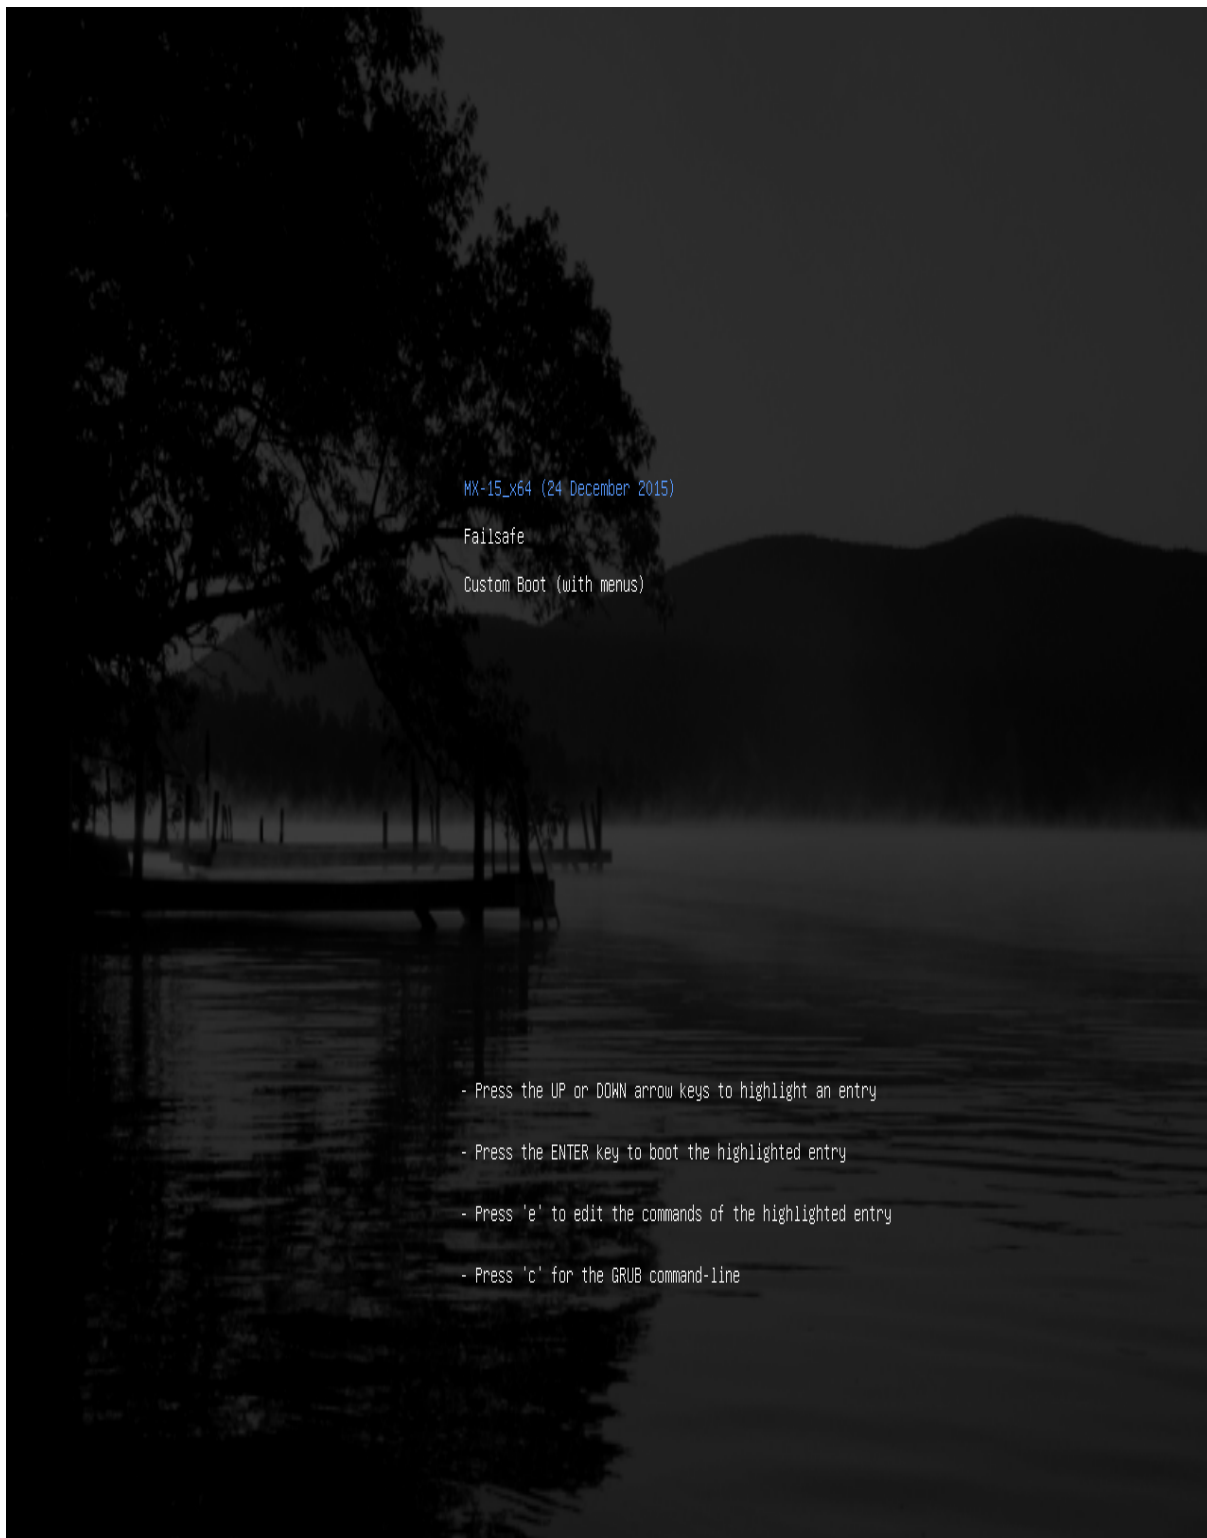 MX-15_x64 (24 December 2015)
Failsafe
Custom Boot (with menus)
- Press the UP or DOWN arrow keys to highlight an entry
- Press the ENTER key to boot the highlighted entry
- Press 'e' to edit the commands of the highlighted entry
- Press 'c' for the GRUB command-line